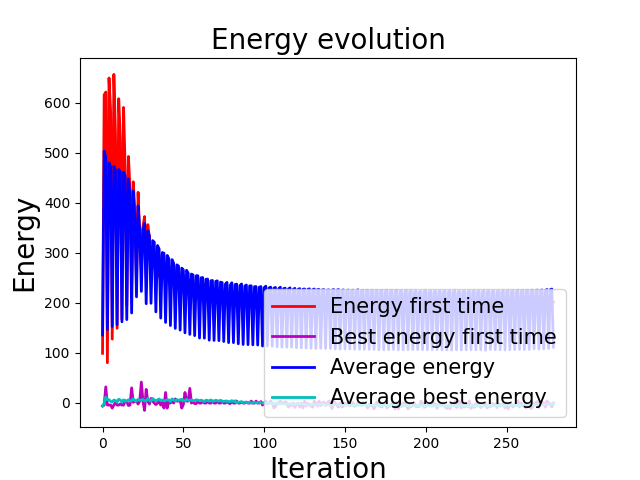 Energy evolution
Energy
600
500
400
300
200
100
0
Energy first time
Best energy first time
Average energy
Average best energy
0 50 100 150 200 250
Iteration